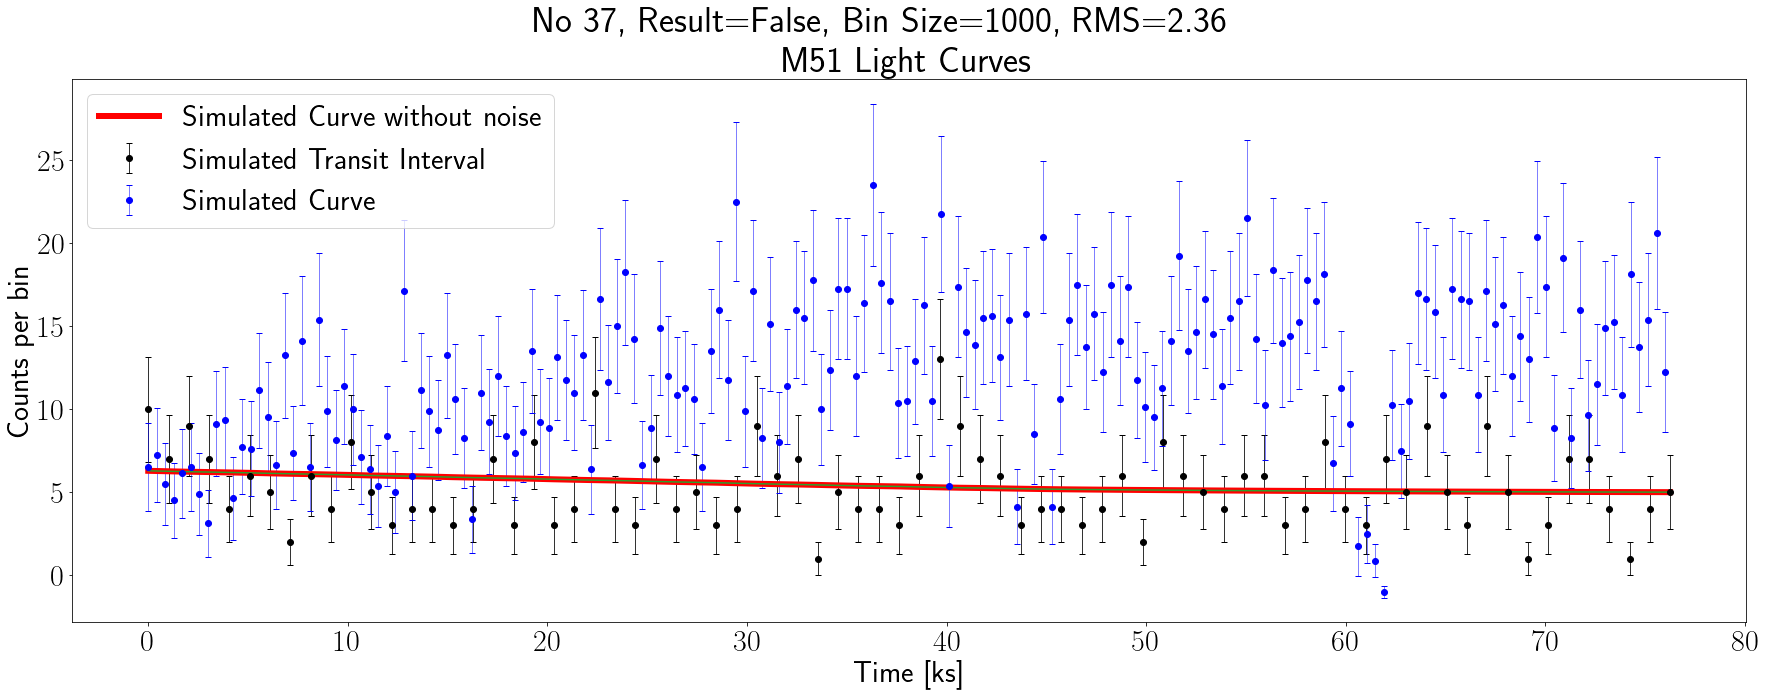 No 37, Result=False, Bin Size=1000, RMS=2.36
M51 Light Curves
Simulated Curve without noise
Simulated Transit Interval
Simulated Curve
Counts per bin
25
20
15
10
5
0
0 10 20 30 40 50 60 70 80
Time [ks]